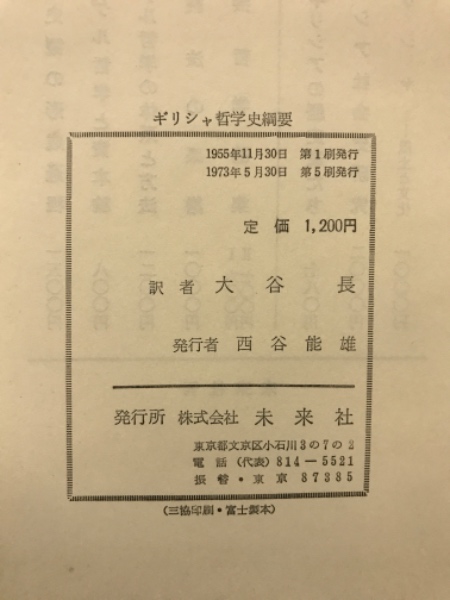 ギリシャ哲学史綱要
1955年11月30日 第1刷発行
1973年5月30日 第5刷発行
定価 1,200円
訳者 大谷長
発行者 西谷能雄
発行所 株式会社 未来社
東京都文京区小石川3の7の2
電話(代表)814―5521
振替・東京 87385
(三協印刷・富士製本)